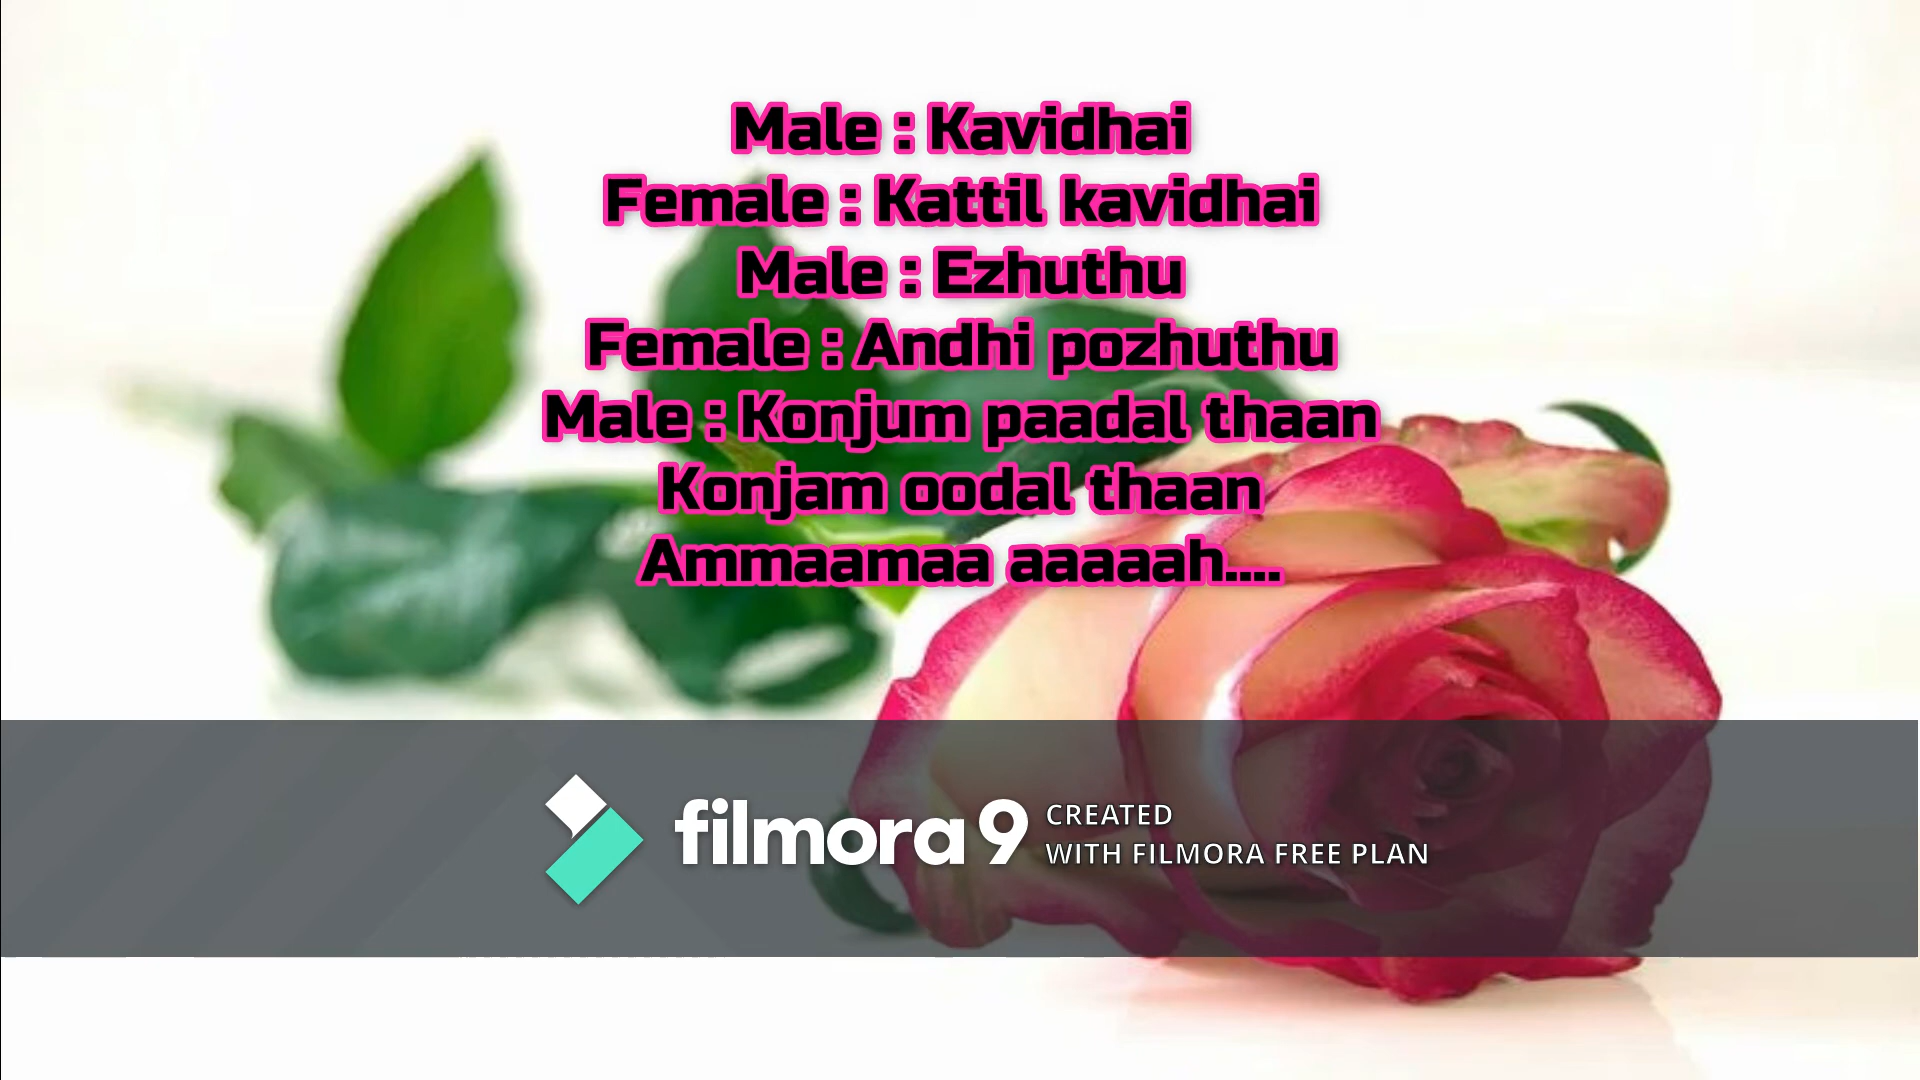 Male : Kavidhai
Female : Kattil kavidhai
Male : Ezhuthu
Female : Andhi pozhuthu
Male : Konjum paadal thaan
Konjam oodal thaan
Ammaamaa aaaaah....
filmora9
CREATED
WITH FILMORA FREE PLAN